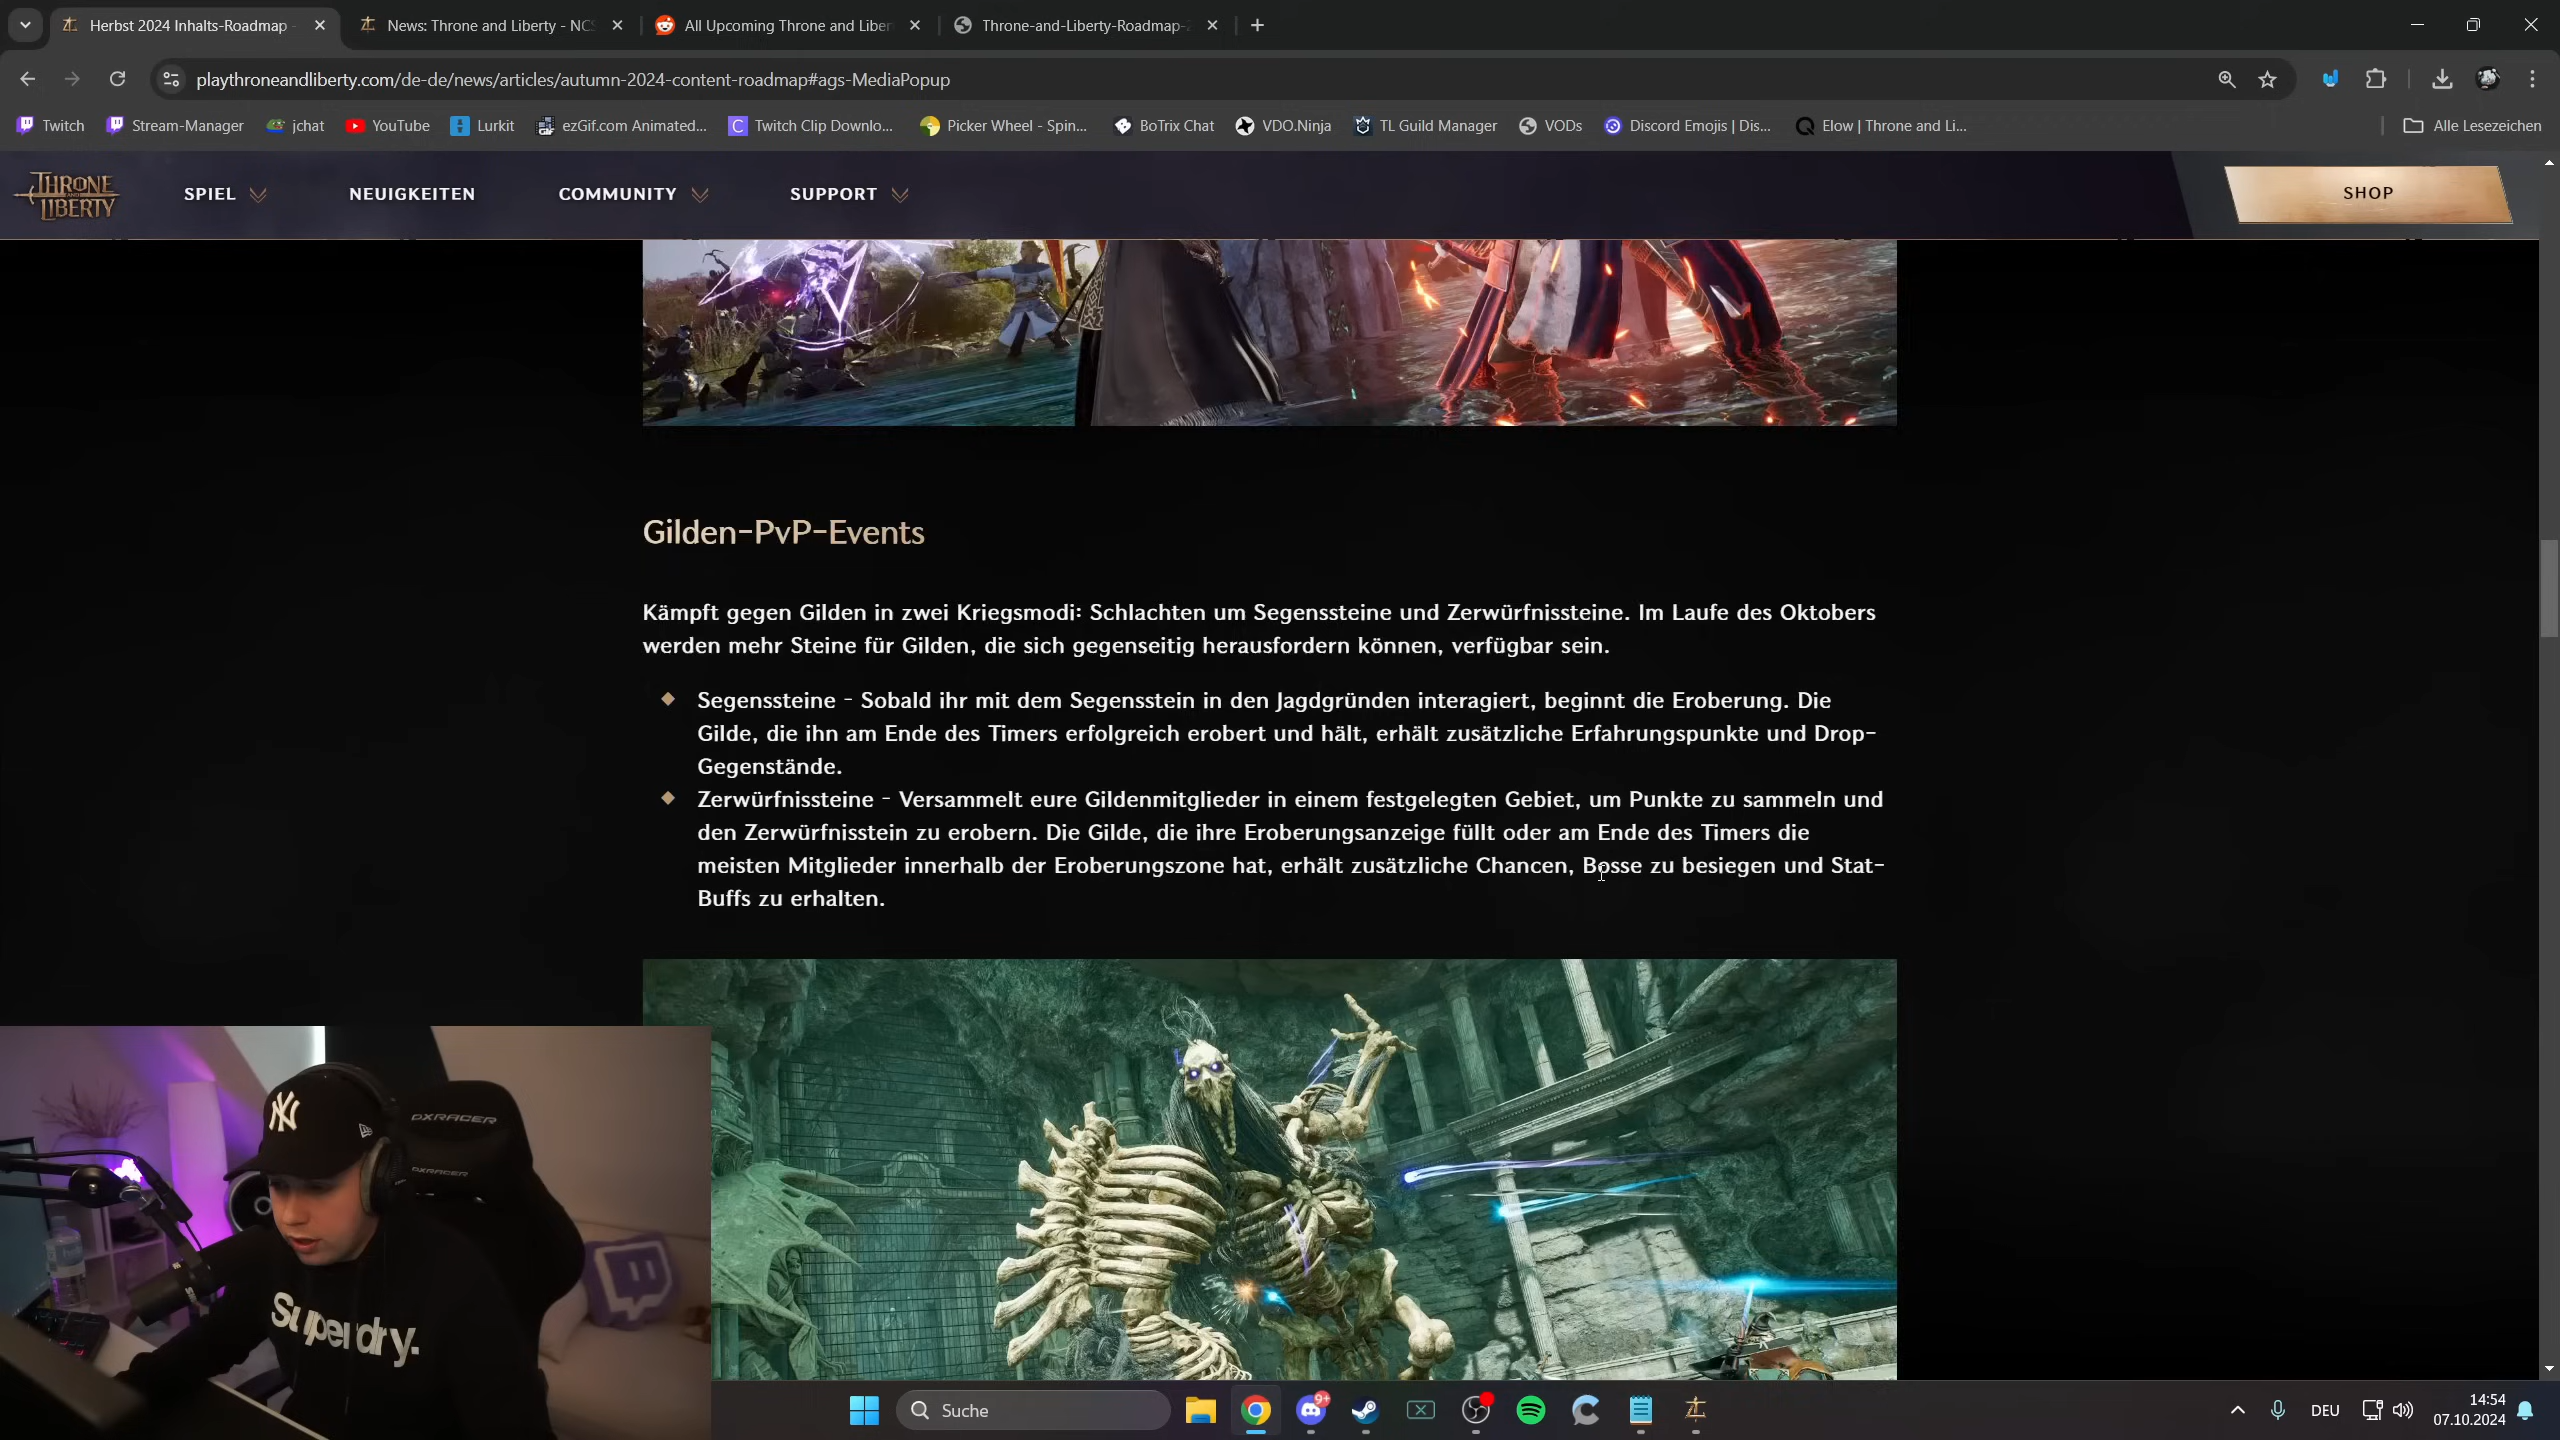 Herbst 2024 Inhalts-Roadmap -
News: Throne and Liberty - NCS
All Upcoming Throne and Liber
Throne-and-Liberty-Roadmap-
playthroneandliberty.com/de-de/news/articles/autumn-2024-content-roadmap#ags-MediaPopup
Twitch
Stream-Manager
jchat
YouTube
Lurkit
ezGif.com Animated...
Twitch Clip Downlo...
Picker Wheel - Spin...
BoTrix Chat
VDO.Ninja
TL Guild Manager
VODs
Discord Emojis | Dis...
Elow | Throne and Li...
Alle Lesezeichen
THRONE AND LIBERTY
SPIEL
NEUIGKEITEN
COMMUNITY
SUPPORT
SHOP
Gilden-PvP-Events
Kämpft gegen Gilden in zwei Kriegsmodi: Schlachten um Segenssteine und Zerwürfnissteine. Im Laufe des Oktobers
werden mehr Steine für Gilden, die sich gegenseitig herausfordern können, verfügbar sein.
Segenssteine - Sobald ihr mit dem Segensstein in den Jagdgründen interagiert, beginnt die Eroberung. Die
Gilde, die ihn am Ende des Timers erfolgreich erobert und hält, erhält zusätzliche Erfahrungspunkte und Drop-
Gegenstände.
Zerwürfnissteine - Versammelt eure Gildenmitglieder in einem festgelegten Gebiet, um Punkte zu sammeln und
den Zerwürfnisstein zu erobern. Die Gilde, die ihre Eroberungsanzeige füllt oder am Ende des Timers die
meisten Mitglieder innerhalb der Eroberungszone hat, erhält zusätzliche Chancen, Bosse zu besiegen und Stat-
Buffs zu erhalten.
NY
DXRACER
DXRACER
Superdry.
Suche
9+
DEU
14:54
07.10.2024